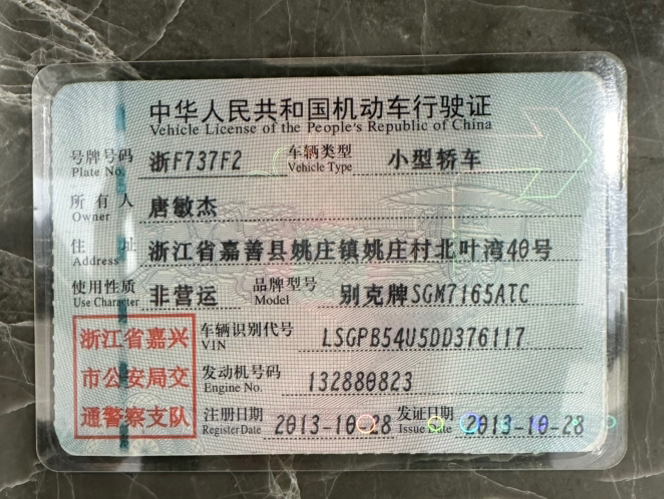 中华人民共和国机动车行驶证
Vehicle License of the People's Republic of China
号牌号码 浙F737F2 车辆类型 小型轿车
Plate No. Vehicle Type
所有人 唐敏杰
Owner
住址 浙江省嘉善县姚庄镇姚庄村北叶湾40号
Address
使用性质 非营运 品牌型号 别克牌SGM7165ATC
Use Character Model
浙江省嘉兴 车辆识别代号 LSGPB54U5DD376117
VIN
市公安局交 发动机号码 132880823
Engine No.
通警察支队 注册日期 2013-10-28 发证日期 2013-10-28
Register Date Issue Date